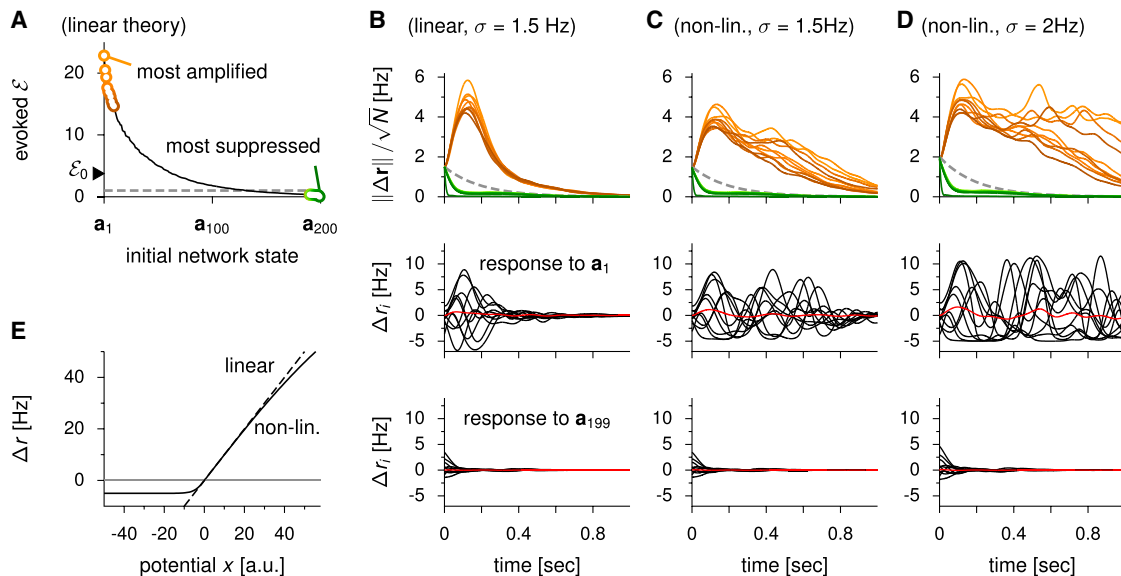 A
(linear theory)
evoked ℰ
20
10
0
ℰ₀
most amplified
most suppressed
a₁
a₁₀₀
a₂₀₀
initial network state
B
(linear, σ = 1.5 Hz)
‖Δr‖/√N [Hz]
6
4
2
0
C
(non-lin., σ = 1.5Hz)
6
4
2
0
D
(non-lin., σ = 2Hz)
6
4
2
0
Δrᵢ [Hz]
10
5
0
-5
response to a₁
10
5
0
-5
10
5
0
-5
E
Δr [Hz]
40
20
0
linear
non-lin.
-40
-20
0
20
40
potential x [a.u.]
Δrᵢ [Hz]
10
5
0
-5
response to a₁₉₉
0
0.4
0.8
time [sec]
10
5
0
-5
0
0.4
0.8
time [sec]
10
5
0
-5
0
0.4
0.8
time [sec]